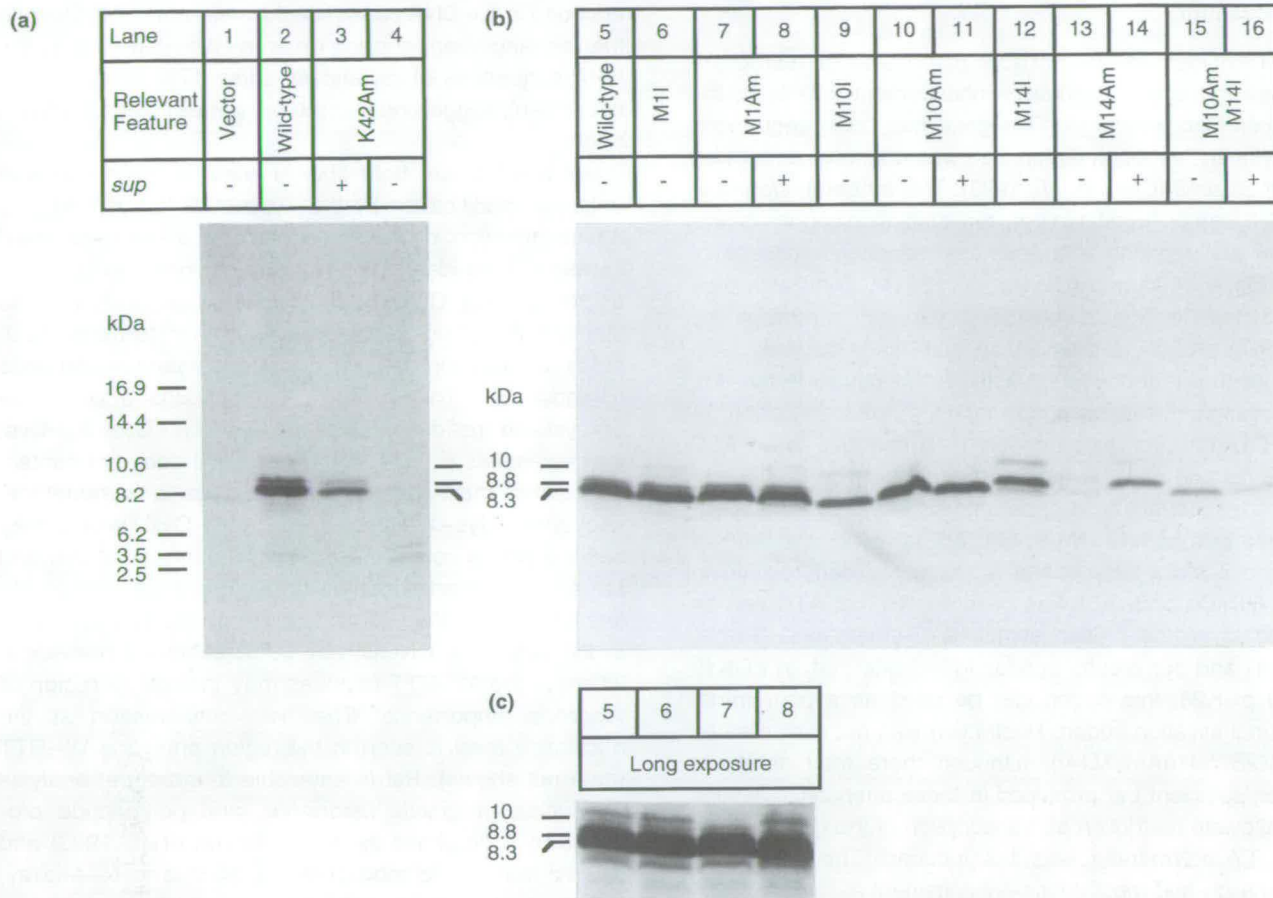 (a)
Lane 1 2 3 4
Relevant Feature Vector Wild-type K42Am
sup - - + -
kDa
16.9
14.4
10.6
8.2
6.2
3.5
2.5
(b)
5 6 7 8 9 10 11 12 13 14 15 16
Wild-type M1I M1Am M10I M10Am M14I M14Am M10Am M14I
- - - + - - + - - + - +
kDa
10
8.8
8.3
(c)
5 6 7 8
Long exposure
10
8.8
8.3